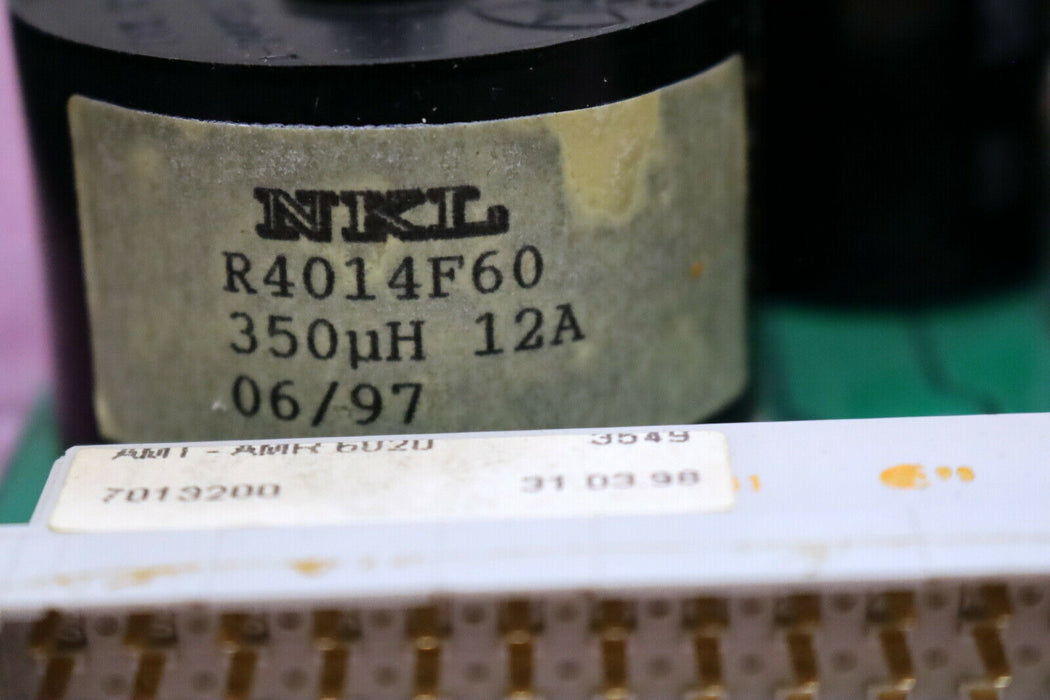 NKL
R4014F60
350µH 12A
06/97
AMT - AMR 6020 3549
7013200 31.03.98